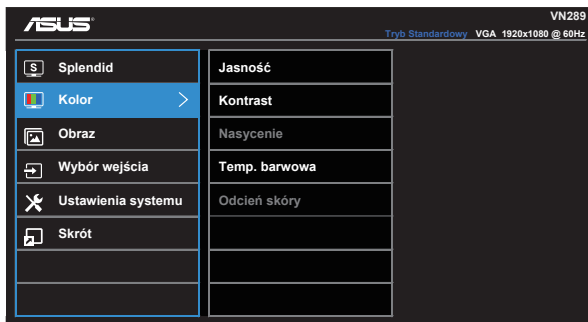 ASUS
VN289
Tryb Standardowy VGA 1920x1080 @ 60Hz
S Splendid
Kolor
Obraz
Wybór wejścia
Ustawienia systemu
Skrót
Jasność
Kontrast
Nasycenie
Temp. barwowa
Odcień skóry